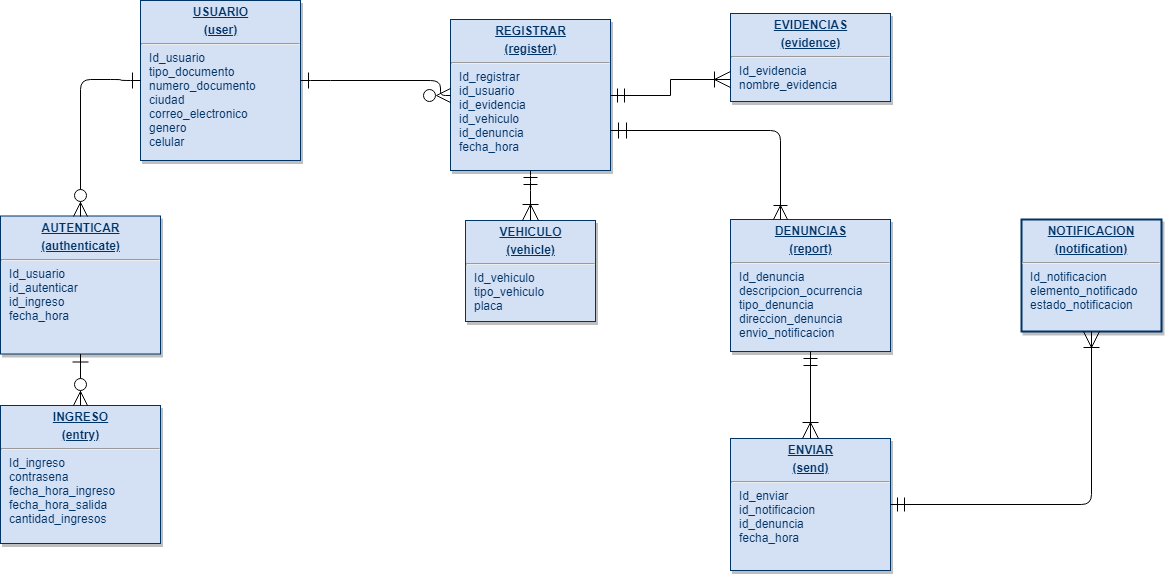 USUARIO
(user)
Id_usuario
tipo_documento
numero_documento
ciudad
correo_electronico
genero
celular
REGISTRAR
(register)
Id_registrar
id_usuario
id_evidencia
id_vehiculo
id_denuncia
fecha_hora
EVIDENCIAS
(evidence)
Id_evidencia
nombre_evidencia
AUTENTICAR
(authenticate)
Id_usuario
id_autenticar
id_ingreso
fecha_hora
VEHICULO
(vehicle)
Id_vehiculo
tipo_vehiculo
placa
DENUNCIAS
(report)
Id_denuncia
descripcion_ocurrencia
tipo_denuncia
direccion_denuncia
envio_notificacion
NOTIFICACION
(notification)
Id_notificacion
elemento_notificado
estado_notificacion
INGRESO
(entry)
Id_ingreso
contrasena
fecha_hora_ingreso
fecha_hora_salida
cantidad_ingresos
ENVIAR
(send)
Id_enviar
id_notificacion
id_denuncia
fecha_hora